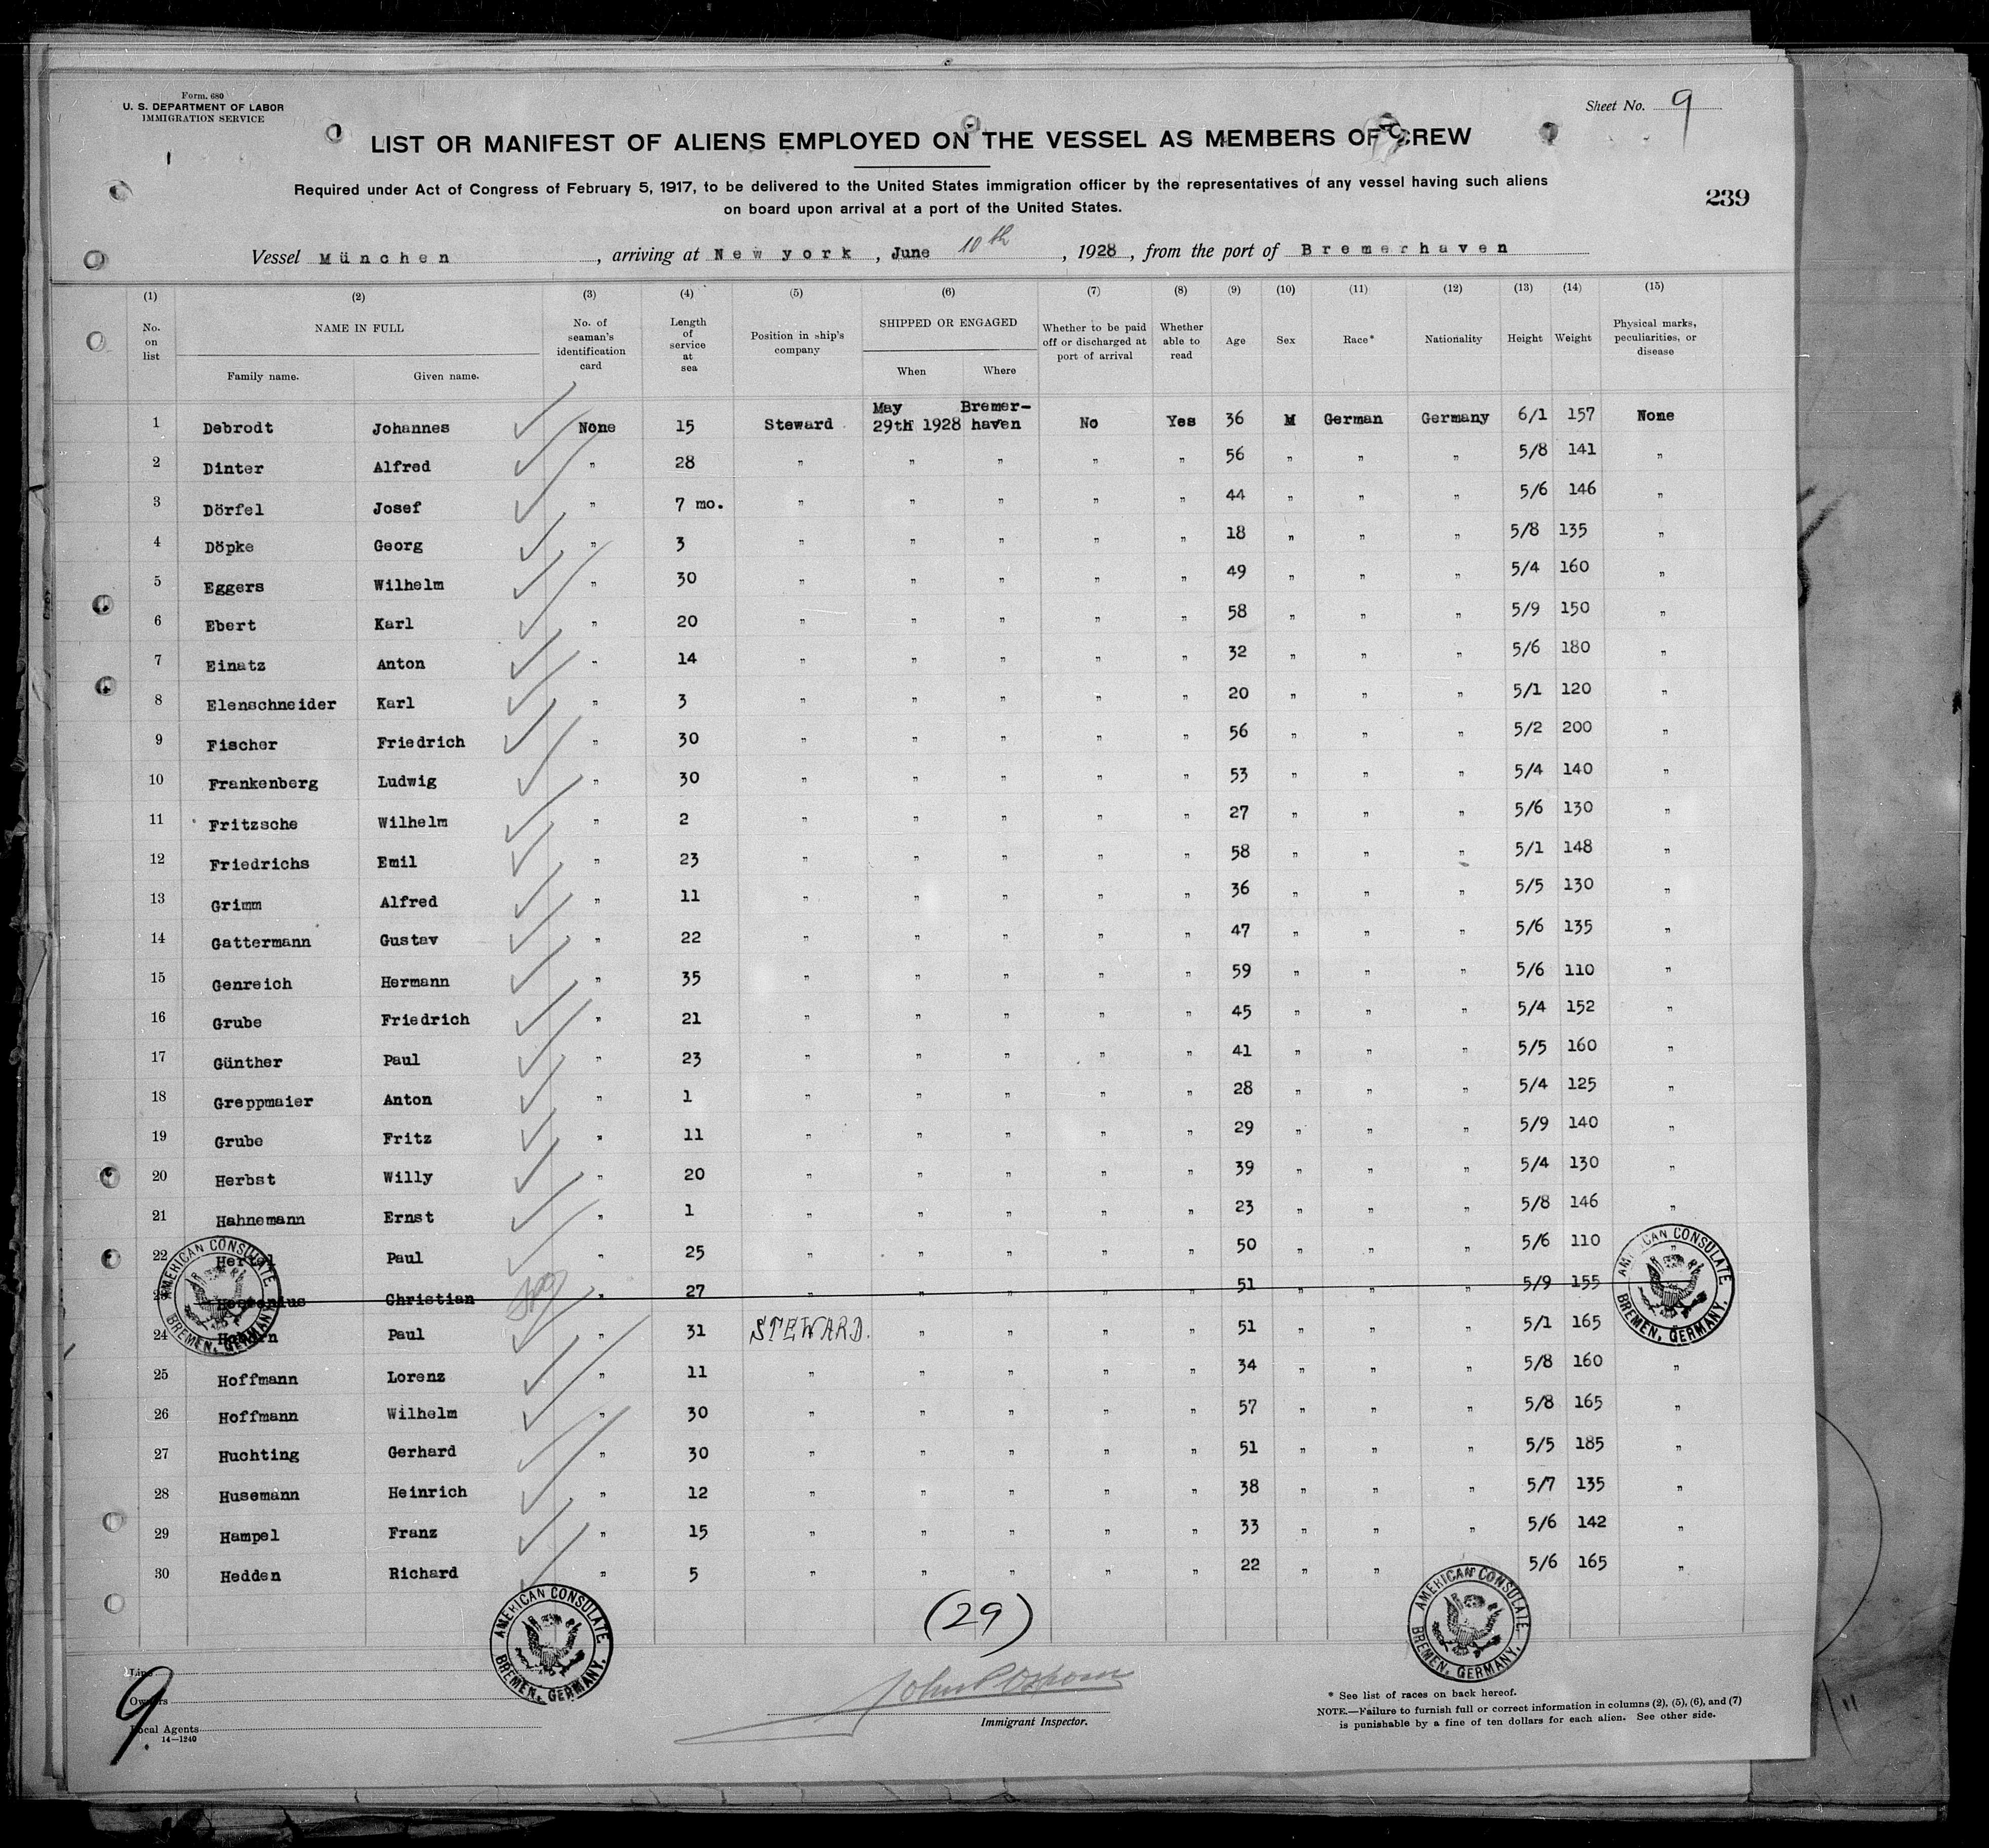 Form. 680
U. S. DEPARTMENT OF LABOR
IMMIGRATION SERVICE
Sheet No. 9
LIST OR MANIFEST OF ALIENS EMPLOYED ON THE VESSEL AS MEMBERS OF CREW
Required under Act of Congress of February 5, 1917, to be delivered to the United States immigration officer by the representatives of any vessel having such aliens
on board upon arrival at a port of the United States.
239
Vessel München, arriving at New york, June 10th, 1928, from the port of Bremerhaven
(1) (2) (3) (4) (5) (6) (7) (8) (9) (10) (11) (12) (13) (14) (15)
No. on list NAME IN FULL Family name. Given name. No. of seaman's identification card Length of service at sea Position in ship's company SHIPPED OR ENGAGED When Where Whether to be paid off or discharged at port of arrival Whether able to read Age Sex Race* Nationality Height Weight Physical marks, peculiarities, or disease
1 Debrodt Johannes None 15 Steward May 29th 1928 Bremer-haven No Yes 36 M German Germany 6/1 157 None
2 Dinter Alfred " 28 " " " " " 56 " " " 5/8 141 "
3 Dörfel Josef " 7 mo. " " " " " 44 " " " 5/6 146 "
4 Döpke Georg " 3 " " " " " 18 " " " 5/8 135 "
5 Eggers Wilhelm " 30 " " " " " 49 " " " 5/4 160 "
6 Ebert Karl " 20 " " " " " 58 " " " 5/9 150 "
7 Einatz Anton " 14 " " " " " 32 " " " 5/6 180 "
8 Elenschneider Karl " 3 " " " " " 20 " " " 5/1 120 "
9 Fischer Friedrich " 30 " " " " " 56 " " " 5/2 200 "
10 Frankenberg Ludwig " 30 " " " " " 53 " " " 5/4 140 "
11 Fritzsche Wilhelm " 2 " " " " " 27 " " " 5/6 130 "
12 Friedrichs Emil " 23 " " " " " 58 " " " 5/1 148 "
13 Grimm Alfred " 11 " " " " " 36 " " " 5/5 130 "
14 Gattermann Gustav " 22 " " " " " 47 " " " 5/6 135 "
15 Genreich Hermann " 35 " " " " " 59 " " " 5/6 110 "
16 Grube Friedrich " 21 " " " " " 45 " " " 5/4 152 "
17 Günther Paul " 23 " " " " " 41 " " " 5/5 160 "
18 Greppmaier Anton " 1 " " " " " 28 " " " 5/4 125 "
19 Grube Fritz " 11 " " " " " 29 " " " 5/9 140 "
20 Herbst Willy " 20 " " " " " 39 " " " 5/4 130 "
21 Hahnemann Ernst " 1 " " " " " 23 " " " 5/8 146 "
22 Paul " 25 " " " " " 50 " " " 5/6 110 "
23 Christian " 27 " " " " " 51 " " " 5/9 155
24 Paul " 31 STEWARD. " " " " 51 " " " 5/1 165
25 Hoffmann Lorenz " 11 " " " " " 34 " " " 5/8 160 "
26 Hoffmann Wilhelm " 30 " " " " " 57 " " " 5/8 165 "
27 Huchting Gerhard " 30 " " " " " 51 " " " 5/5 185 "
28 Husemann Heinrich " 12 " " " " " 38 " " " 5/7 135 "
29 Hampel Franz " 15 " " " " " 33 " " " 5/6 142 "
30 Hedden Richard " 5 " " " " " 22 " " 5/6 165 "
AMERICAN CONSULATE BREMEN, GERMANY.
AMERICAN CONSULATE BREMEN, GERMANY.
AMERICAN CONSULATE, BREMEN, GERMANY.
AMERICAN CONSULATE BREMEN, GERMANY.
(29)
Line
Owners
Local Agents
14—1240
9.
Immigrant Inspector.
* See list of races on back hereof.
NOTE.—Failure to furnish full or correct information in columns (2), (5), (6), and (7)
is punishable by a fine of ten dollars for each alien. See other side.